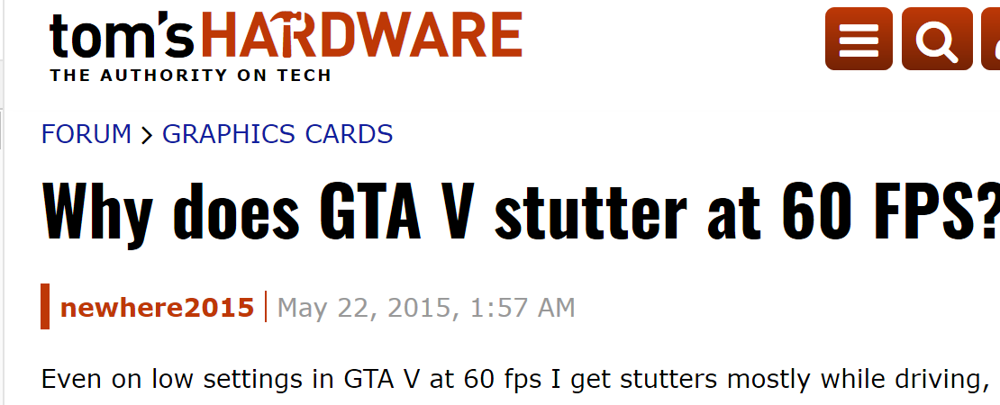 tom's HARDWARE
THE AUTHORITY ON TECH
FORUM > GRAPHICS CARDS
Why does GTA V stutter at 60 FPS?
newhere2015 | May 22, 2015, 1:57 AM
Even on low settings in GTA V at 60 fps I get stutters mostly while driving,